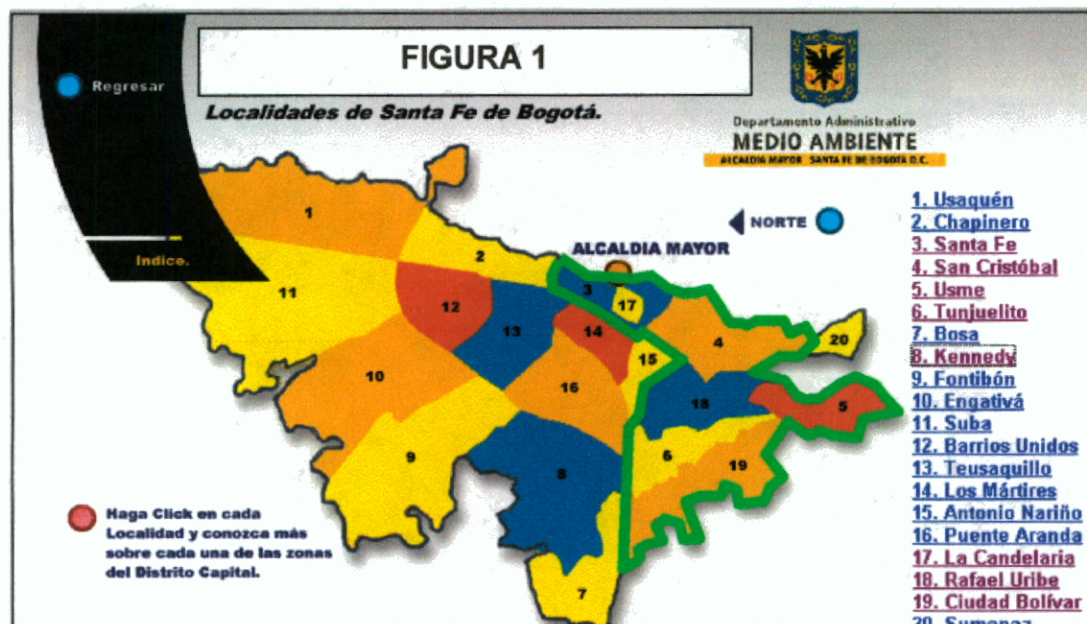 FIGURA 1
Regresar
Localidades de Santa Fe de Bogotá.
Departamento Administrativo
MEDIO AMBIENTE
ALCALDIA MAYOR SANTA FE DE BOGOTA D.C.
NORTE
ALCALDIA MAYOR
Indice.
1
2
3
17
12
11
13
14
4
20
15
10
16
18
5
9
8
6
19
7
Haga Click en cada
Localidad y conozca más
sobre cada una de las zonas
del Distrito Capital.
1. Usaquén
2. Chapinero
3. Santa Fe
4. San Cristóbal
5. Usme
6. Tunjuelito
7. Bosa
8. Kennedy
9. Fontibón
10. Engativá
11. Suba
12. Barrios Unidos
13. Teusaquillo
14. Los Mártires
15. Antonio Nariño
16. Puente Aranda
17. La Candelaria
18. Rafael Uribe
19. Ciudad Bolívar
20. Sumapaz